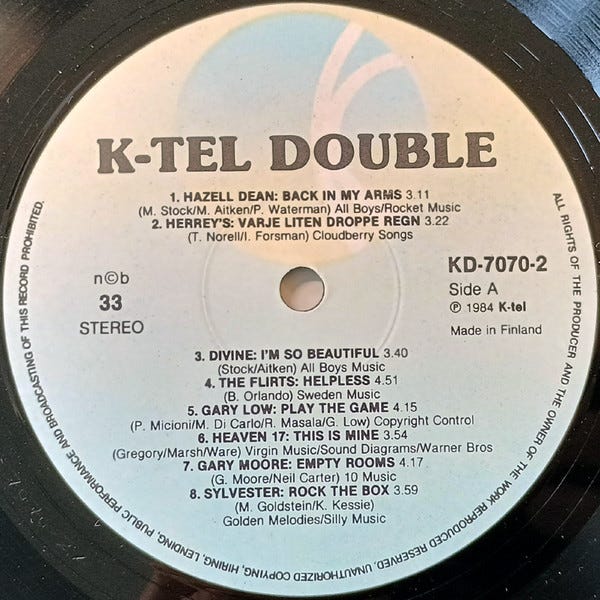 K-TEL DOUBLE
1. HAZELL DEAN: BACK IN MY ARMS 3.11
(M. Stock/M. Aitken/P. Waterman) All Boys/Rocket Music
2. HERREY'S: VARJE LITEN DROPPE REGN 3.22
(T. Norell/I. Forsman) Cloudberry Songs
n©b
33
STEREO
KD-7070-2
Side A
℗ 1984 K-tel
Made in Finland
3. DIVINE: I'M SO BEAUTIFUL 3.40
(Stock/Aitken) All Boys Music
4. THE FLIRTS: HELPLESS 4.51
(B. Orlando) Sweden Music
5. GARY LOW: PLAY THE GAME 4.15
(P. Micioni/M. Di Carlo/R. Masala/G. Low) Copyright Control
6. HEAVEN 17: THIS IS MINE 3.54
(Gregory/Marsh/Ware) Virgin Music/Sound Diagrams/Warner Bros
7. GARY MOORE: EMPTY ROOMS 4.17
(G. Moore/Neil Carter) 10 Music
8. SYLVESTER: ROCK THE BOX 3.59
(M. Goldstein/K. Kessie)
Golden Melodies/Silly Music
ALL RIGHTS OF THE PRODUCER AND THE OWNER OF THE WORK REPRODUCED RESERVED. UNAUTHORIZED COPYING, HIRING, LENDING, PUBLIC PERFORMANCE AND BROADCASTING OF THIS RECORD PROHIBITED.